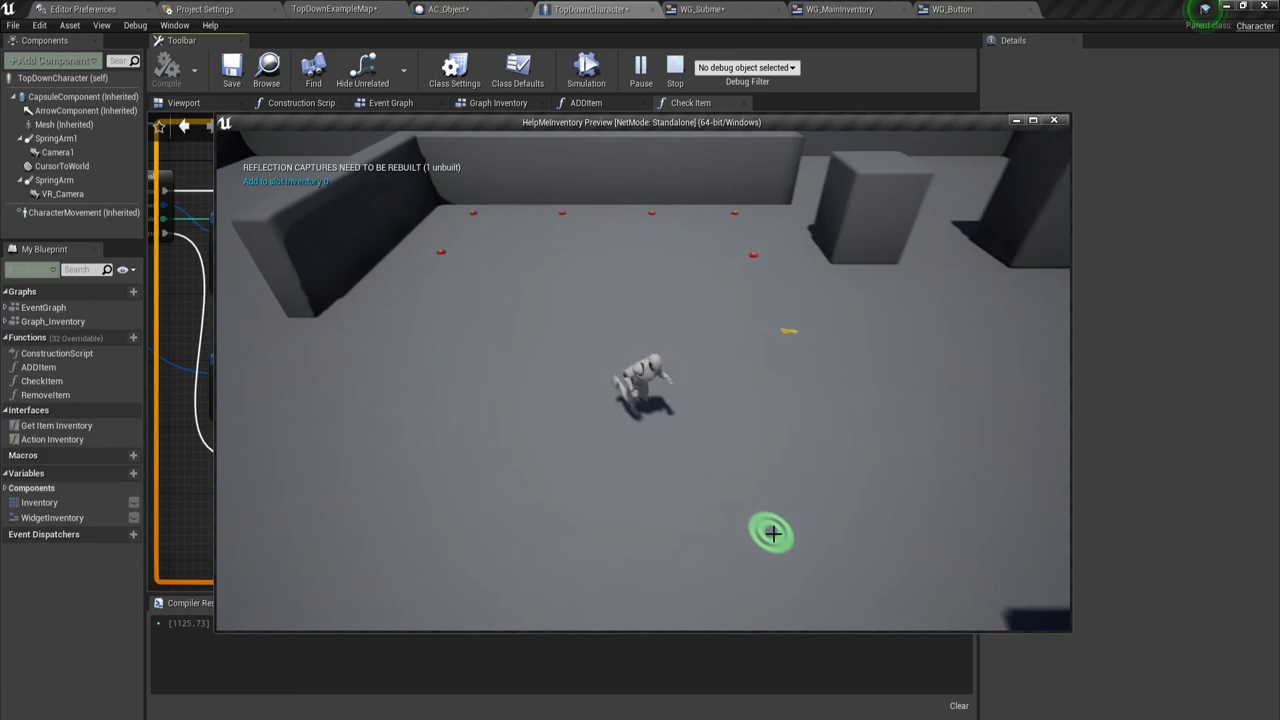 Editor Preferences
Project Settings
TopDownExampleMap*
AC_Object*
TopDownCharacter*
WG_Subme*
WG_MainInventory
WG_Button
File Edit Asset View Debug Window Help
Parent class: Character
Components
Toolbar
Details
+Add Component
Sear
TopDownCharacter (self)
CapsuleComponent (Inherited)
ArrowComponent (Inherited)
Mesh (Inherited)
SpringArm1
Camera1
CursorToWorld
SpringArm
VR_Camera
CharacterMovement (Inherited)
Compile
Save
Browse
Find
Hide Unrelated
Class Settings
Class Defaults
Simulation
Pause
Stop
No debug object selected
Debug Filter
Viewport
Construction Scrip
Event Graph
Graph Inventory
ADDItem
Check Item
HelpMeInventory Preview [NetMode: Standalone] (64-bit/Windows)
REFLECTION CAPTURES NEED TO BE REBUILT (1 unbuilt)
Add to slot Inventory 0
My Blueprint
Search
Graphs
EventGraph
Graph_Inventory
Functions (32 Overridable)
ConstructionScript
ADDItem
CheckItem
RemoveItem
Interfaces
Get Item Inventory
Action Inventory
Macros
Variables
Components
Inventory
WidgetInventory
Event Dispatchers
Compiler Res
[1125,73]
Clear